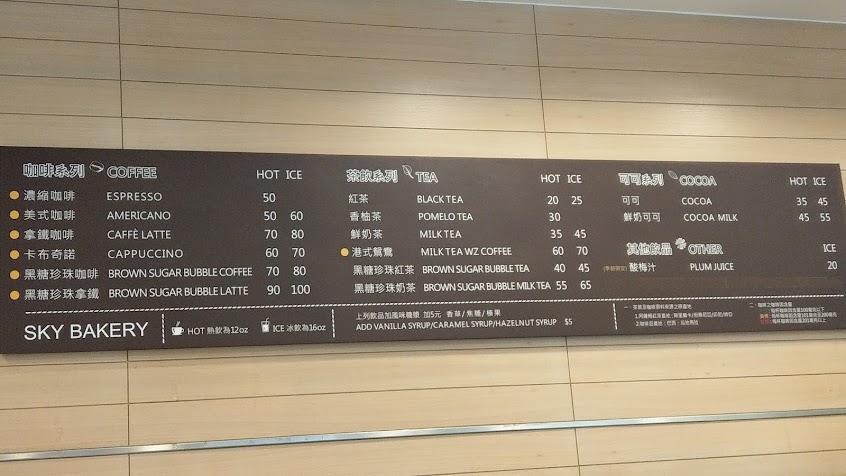 咖啡系列 COFFEE HOT ICE
濃縮咖啡 ESPRESSO 50
美式咖啡 AMERICANO 50 60
拿鐵咖啡 CAFFÈ LATTE 70 80
卡布奇諾 CAPPUCCINO 60 70
黑糖珍珠咖啡 BROWN SUGAR BUBBLE COFFEE 70 80
黑糖珍珠拿鐵 BROWN SUGAR BUBBLE LATTE 90 100
茶飲系列 TEA HOT ICE
紅茶 BLACK TEA 20 25
香柚茶 POMELO TEA 30
鮮奶茶 MILK TEA 35 45
港式鴛鴦 MILK TEA WZ COFFEE 60 70
黑糖珍珠紅茶 BROWN SUGAR BUBBLE TEA 40 45
黑糖珍珠奶茶 BROWN SUGAR BUBBLE MILK TEA 55 65
可可系列 COCOA HOT ICE
可可 COCOA 35 45
鮮奶可可 COCOA MILK 45 55
其他飲品 OTHER ICE
酸梅汁 PLUM JUICE 20
SKY BAKERY
HOT 熱飲為12oz
ICE 冰飲為16oz
上列飲品加風味糖漿 加5元 香草/焦糖/榛果
ADD VANILLA SYRUP/CARAMEL SYRUP/HAZELNUT SYRUP $5